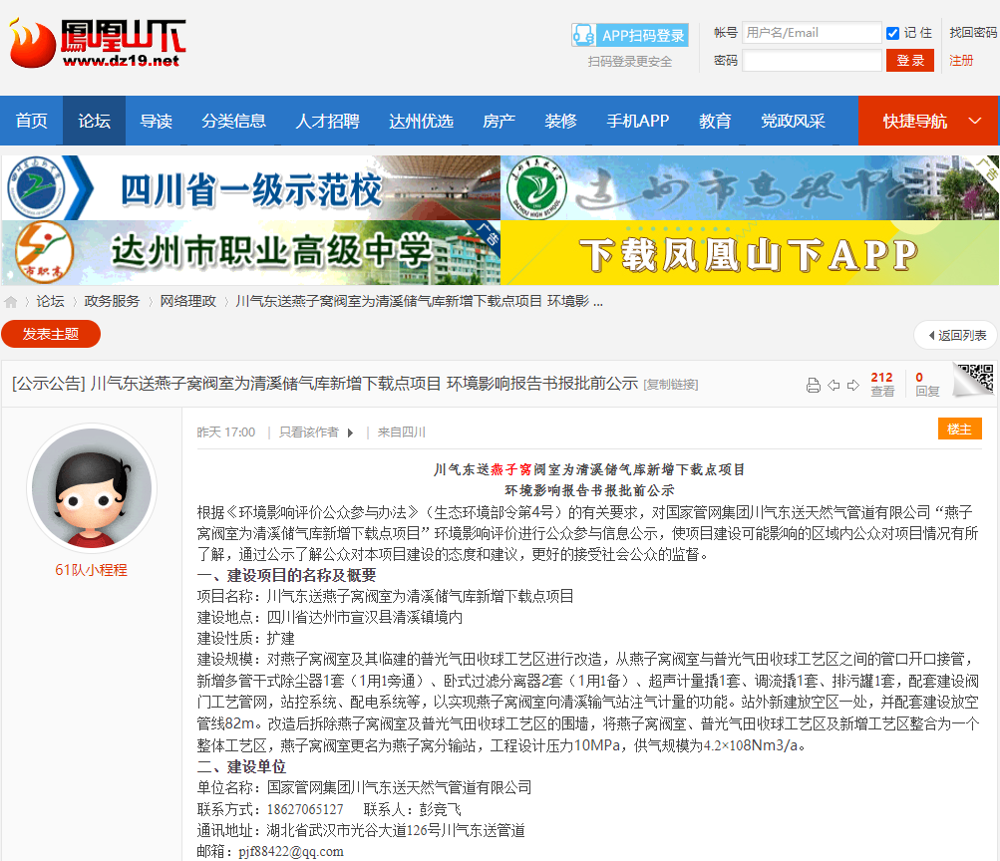 鳳凰山下
www.dz19.net
APP扫码登录
扫码登录更安全
帐号 用户名/Email 记住 找回密码
密码 登录 注册
首页 论坛 导读 分类信息 人才招聘 达州优选 房产 装修 手机APP 教育 党政风采 快捷导航
四川省一级示范校
达州市高级中学
广告
达州市职业高级中学
广告
市职高
下载凤凰山下APP
论坛 政务服务 网络理政 川气东送燕子窝阀室为清溪储气库新增下载点项目 环境影 ...
发表主题
返回列表
[公示公告] 川气东送燕子窝阀室为清溪储气库新增下载点项目 环境影响报告书报批前公示 [复制链接]
212 查看
0 回复
61队小程程
昨天 17:00 | 只看该作者 | 来自四川
楼主
川气东送燕子窝阀室为清溪储气库新增下载点项目
环境影响报告书报批前公示
根据《环境影响评价公众参与办法》（生态环境部令第4号）的有关要求，对国家管网集团川气东送天然气管道有限公司“燕子
窝阀室为清溪储气库新增下载点项目”环境影响评价进行公众参与信息公示，使项目建设可能影响的区域内公众对项目情况有所
了解，通过公示了解公众对本项目建设的态度和建议，更好的接受社会公众的监督。
一、建设项目的名称及概要
项目名称：川气东送燕子窝阀室为清溪储气库新增下载点项目
建设地点：四川省达州市宣汉县清溪镇境内
建设性质：扩建
建设规模：对燕子窝阀室及其临建的普光气田收球工艺区进行改造，从燕子窝阀室与普光气田收球工艺区之间的管口开口接管，
新增多管干式除尘器1套（1用1旁通）、卧式过滤分离器2套（1用1备）、超声计量撬1套、调流撬1套、排污罐1套，配套建设阀
门工艺管网，站控系统、配电系统等，以实现燕子窝阀室向清溪输气站注气计量的功能。站外新建放空区一处，并配套建设放空
管线82m。改造后拆除燕子窝阀室及普光气田收球工艺区的围墙，将燕子窝阀室、普光气田收球工艺区及新增工艺区整合为一个
整体工艺区，燕子窝阀室更名为燕子窝分输站，工程设计压力10MPa，供气规模为4.2×108Nm3/a。
二、建设单位
单位名称：国家管网集团川气东送天然气管道有限公司
联系方式：18627065127 联系人：彭竞飞
通讯地址：湖北省武汉市光谷大道126号川气东送管道
邮箱：pjf88422@qq.com